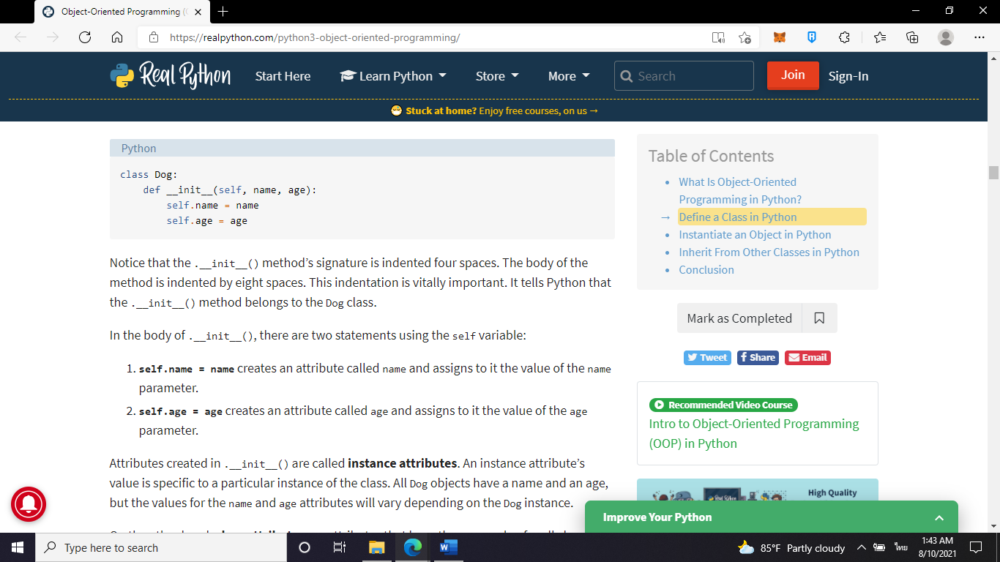 Object-Oriented Programming (
https://realpython.com/python3-object-oriented-programming/
Real Python
Start Here
Learn Python
Store
More
Search
Join
Sign-In
Stuck at home? Enjoy free courses, on us →
Python
class Dog:
    def __init__(self, name, age):
        self.name = name
        self.age = age
Notice that the .__init__() method’s signature is indented four spaces. The body of the
method is indented by eight spaces. This indentation is vitally important. It tells Python that
the .__init__() method belongs to the Dog class.
In the body of .__init__(), there are two statements using the self variable:
1. self.name = name creates an attribute called name and assigns to it the value of the name
parameter.
2. self.age = age creates an attribute called age and assigns to it the value of the age
parameter.
Attributes created in .__init__() are called instance attributes. An instance attribute’s
value is specific to a particular instance of the class. All Dog objects have a name and an age,
but the values for the name and age attributes will vary depending on the Dog instance.
Table of Contents
• What Is Object-Oriented
Programming in Python?
→ Define a Class in Python
• Instantiate an Object in Python
• Inherit From Other Classes in Python
• Conclusion
Mark as Completed
Tweet
Share
Email
Recommended Video Course
Intro to Object-Oriented Programming
(OOP) in Python
High Quality
Improve Your Python
Type here to search
85°F Partly cloudy
ไทย
1:43 AM
8/10/2021